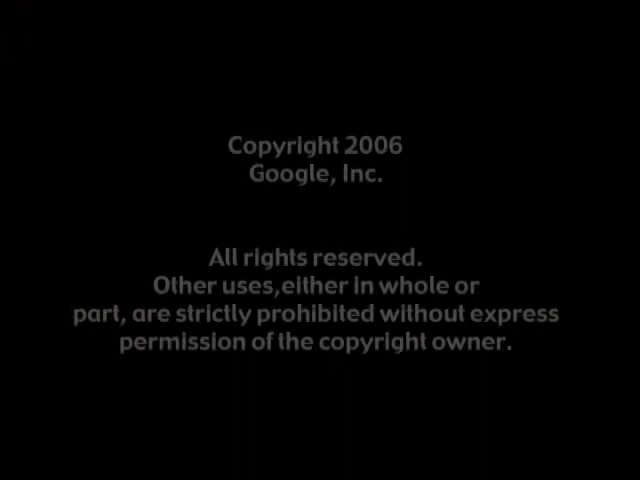 Copyright 2006
Google, Inc.
All rights reserved.
Other uses,either in whole or
part, are strictly prohibited without express
permission of the copyright owner.